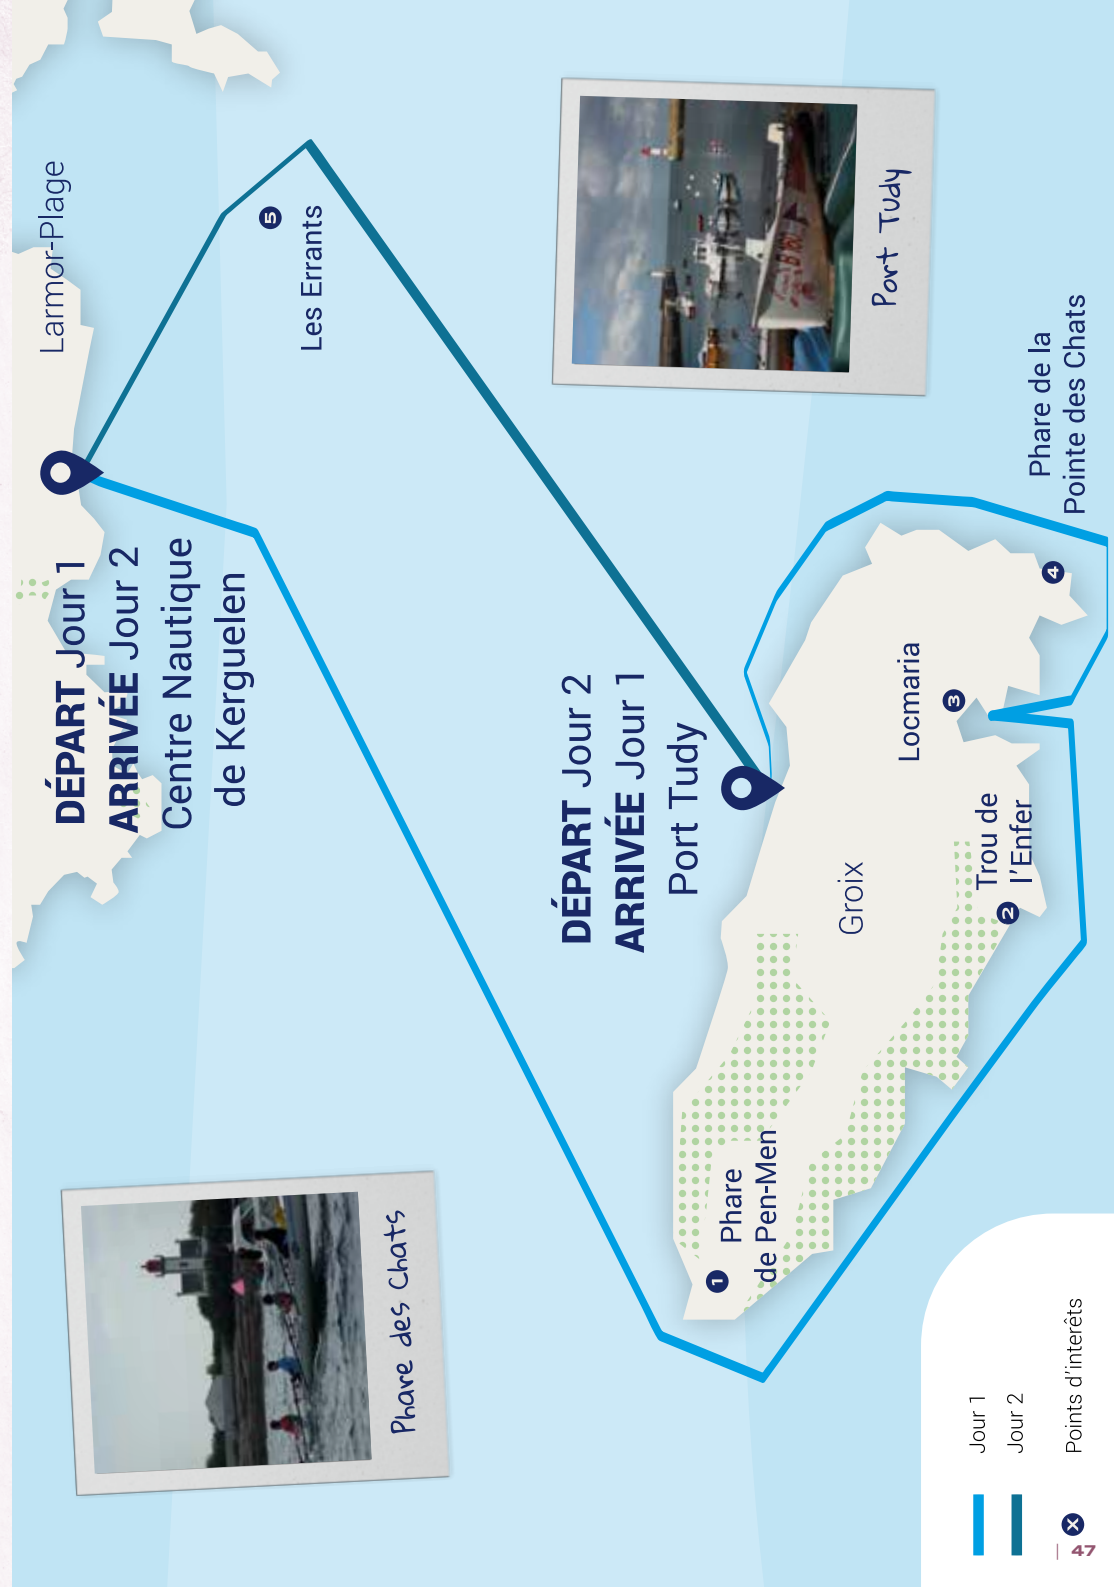 Larmor-Plage
DÉPART Jour 1
ARRIVÉE Jour 2
Centre Nautique
de Kerguelen
5
Les Errants
Port Tudy
Phare des Chats
DÉPART Jour 2
ARRIVÉE Jour 1
Port Tudy
Groix
1
Phare
de Pen-Men
2
Trou de
l'Enfer
3
Locmaria
4
Phare de la
Pointe des Chats
Jour 1
Jour 2
X Points d'interêts
47